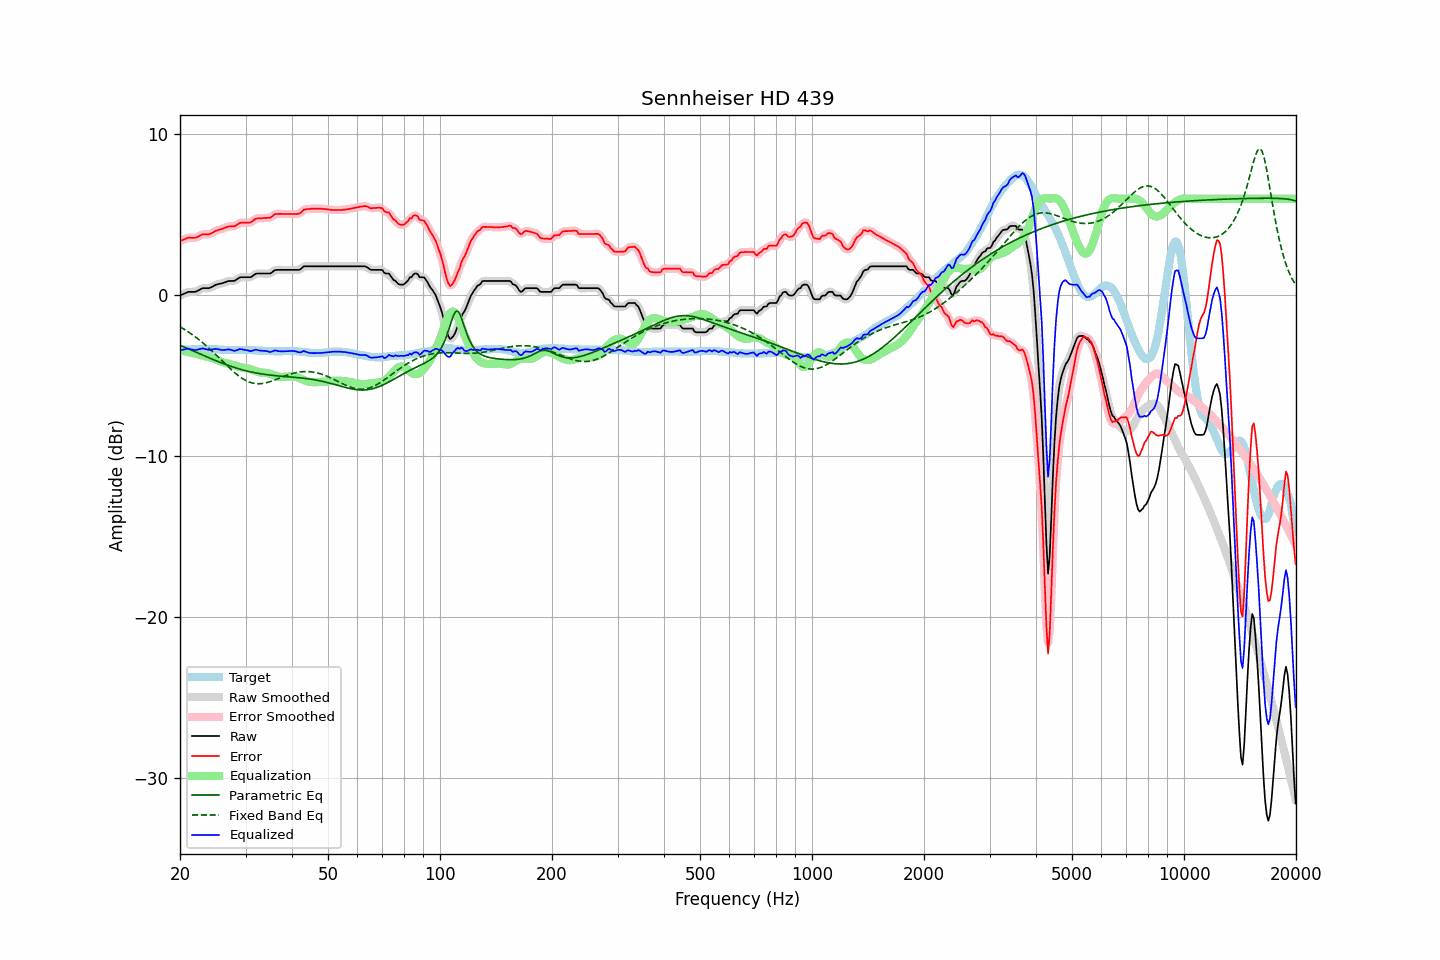 Sennheiser HD 439
Amplitude (dBr)
10
0
−10
−20
−30
Target
Raw Smoothed
Error Smoothed
Raw
Error
Equalization
Parametric Eq
Fixed Band Eq
Equalized
20 50 100 200 500 1000 2000 5000 10000 20000
Frequency (Hz)